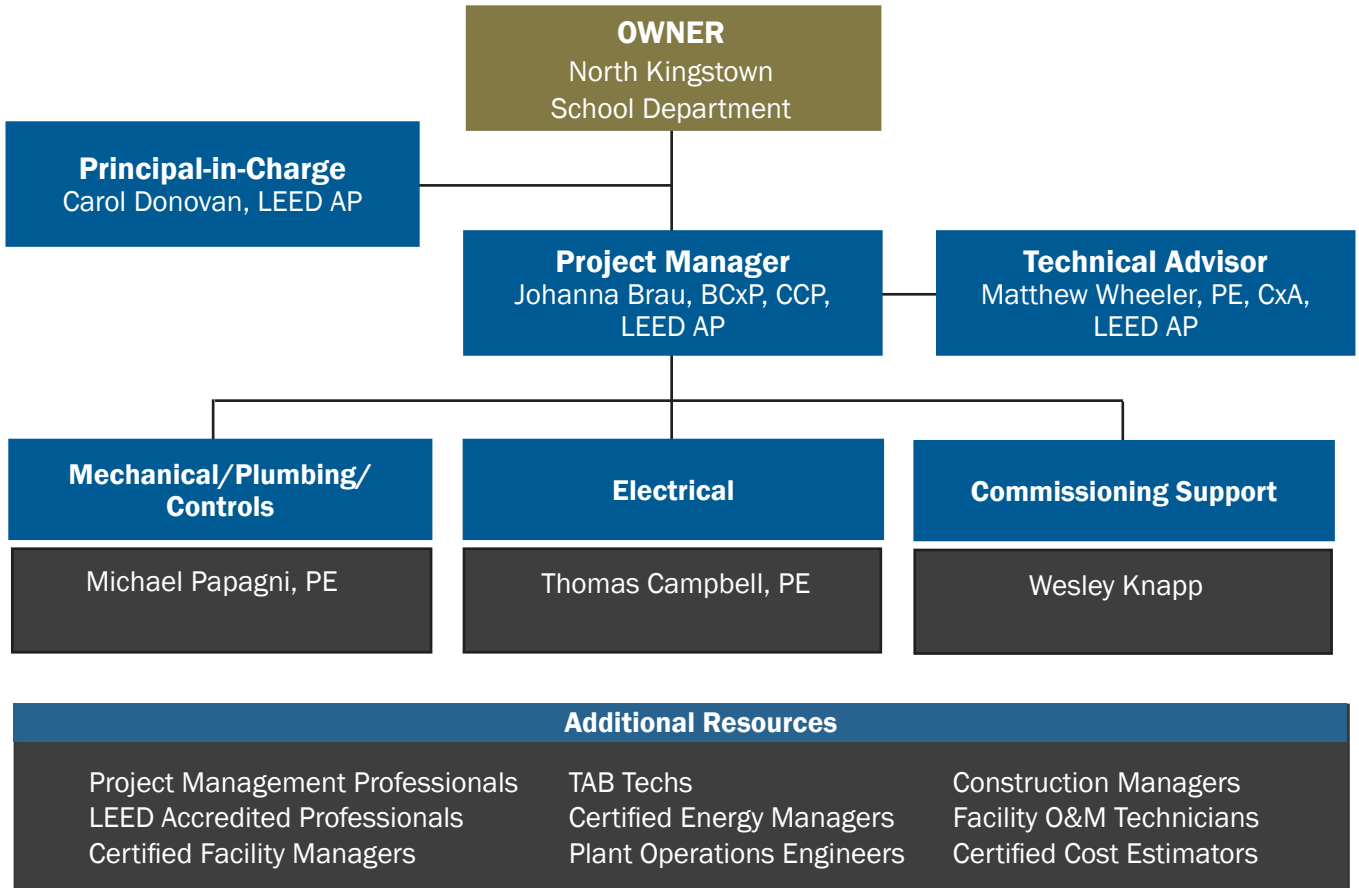 OWNER
North Kingstown
School Department
Principal-in-Charge
Carol Donovan, LEED AP
Project Manager
Johanna Brau, BCxP, CCP,
LEED AP
Technical Advisor
Matthew Wheeler, PE, CxA,
LEED AP
Mechanical/Plumbing/
Controls
Michael Papagni, PE
Electrical
Thomas Campbell, PE
Commissioning Support
Wesley Knapp
Additional Resources
Project Management Professionals
LEED Accredited Professionals
Certified Facility Managers
TAB Techs
Certified Energy Managers
Plant Operations Engineers
Construction Managers
Facility O&M Technicians
Certified Cost Estimators